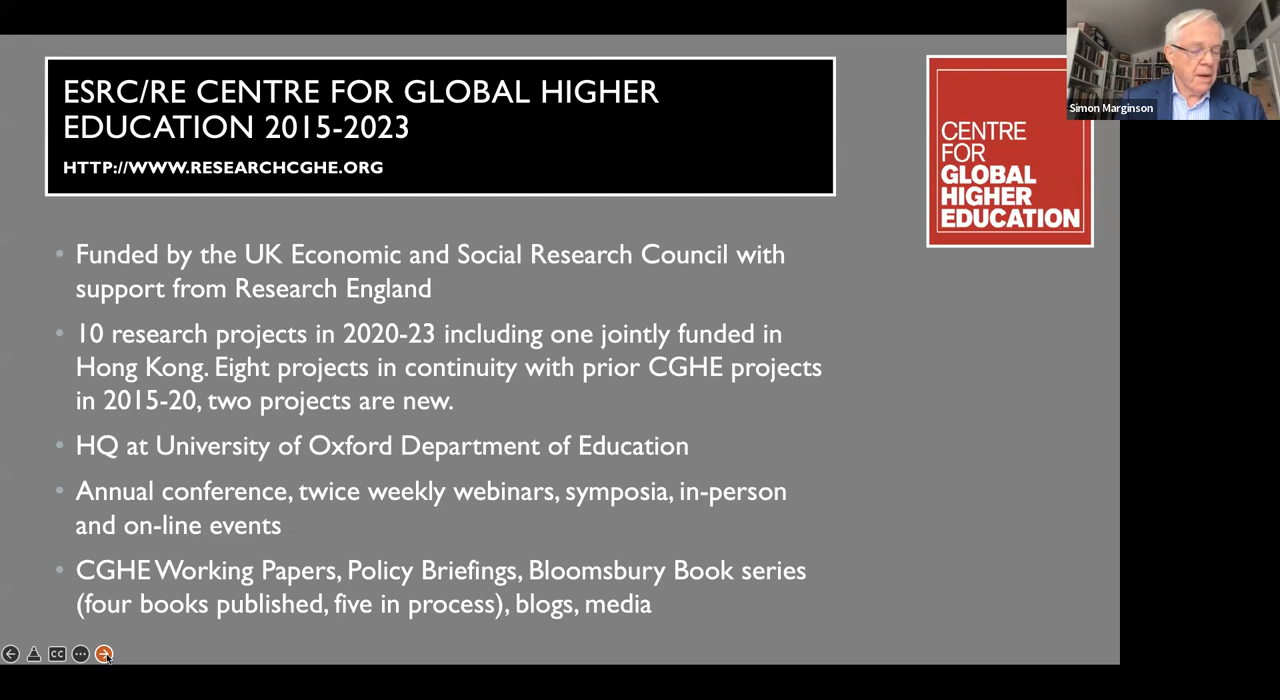 ESRC/RE CENTRE FOR GLOBAL HIGHER
EDUCATION 2015-2023
HTTP://WWW.RESEARCHCGHE.ORG
Simon Marginson
CENTRE
FOR
GLOBAL
HIGHER
EDUCATION
• Funded by the UK Economic and Social Research Council with
support from Research England
• 10 research projects in 2020-23 including one jointly funded in
Hong Kong. Eight projects in continuity with prior CGHE projects
in 2015-20, two projects are new.
• HQ at University of Oxford Department of Education
• Annual conference, twice weekly webinars, symposia, in-person
and on-line events
• CGHE Working Papers, Policy Briefings, Bloomsbury Book series
(four books published, five in process), blogs, media
CC